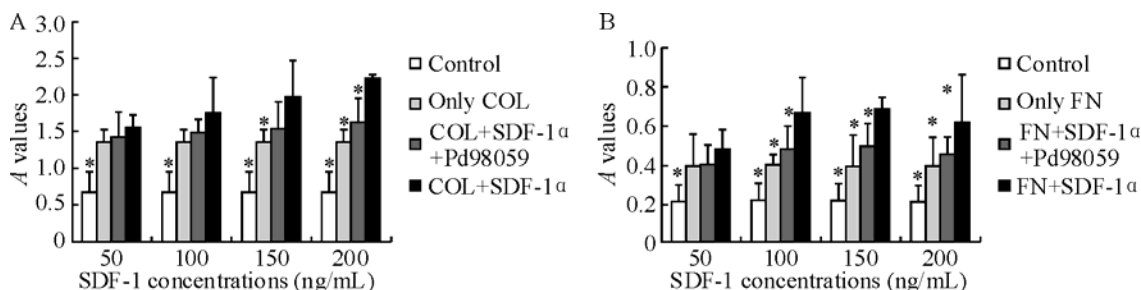 A
3.0
2.5
2.0
1.5
1.0
0.5
0
A values
* * * * * * *
50 100 150 200
SDF-1 concentrations (ng/mL)
Control
Only COL
COL+SDF-1α
+Pd98059
COL+SDF-1α
B
1.0
0.8
0.6
0.4
0.2
0
A values
* * * * * * * * * *
50 100 150 200
SDF-1 concentrations (ng/mL)
Control
Only FN
FN+SDF-1α
+Pd98059
FN+SDF-1α